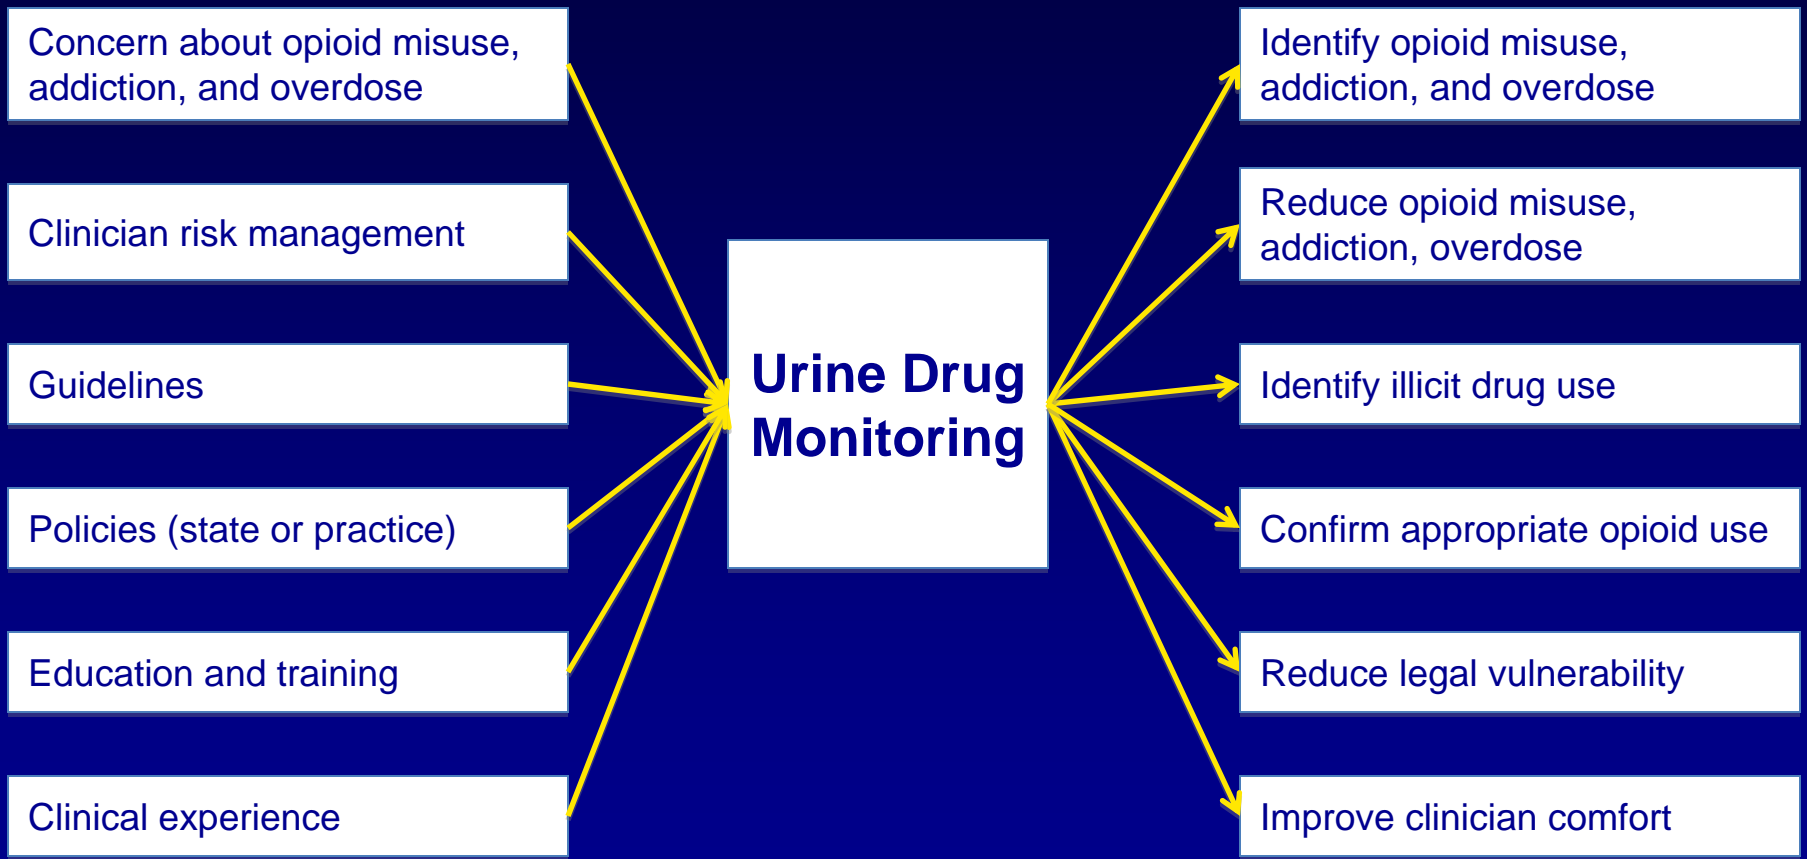 Concern about opioid misuse,
addiction, and overdose
Clinician risk management
Guidelines
Policies (state or practice)
Education and training
Clinical experience
Urine Drug
Monitoring
Identify opioid misuse,
addiction, and overdose
Reduce opioid misuse,
addiction, overdose
Identify illicit drug use
Confirm appropriate opioid use
Reduce legal vulnerability
Improve clinician comfort